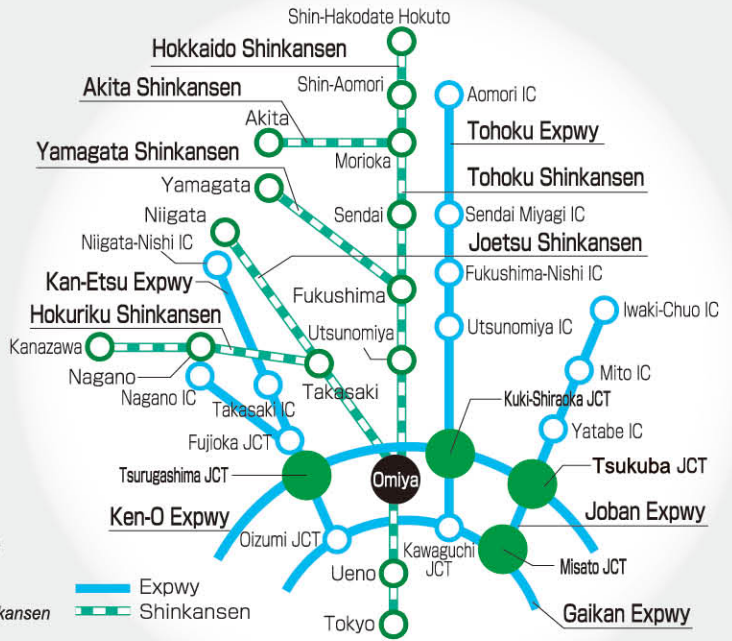 Shin-Hakodate Hokuto
Hokkaido Shinkansen
Shin-Aomori
Akita Shinkansen
Aomori IC
Akita
Tohoku Expwy
Morioka
Yamagata Shinkansen
Tohoku Shinkansen
Yamagata
Sendai
Sendai Miyagi IC
Niigata
Joetsu Shinkansen
Niigata-Nishi IC
Kan-Etsu Expwy
Fukushima-Nishi IC
Fukushima
Hokuriku Shinkansen
Iwaki-Chuo IC
Utsunomiya
Utsunomiya IC
Kanazawa
Nagano
Takasaki
Mito IC
Nagano IC
Takasaki IC
Kuki-Shiraoka JCT
Fujioka JCT
Yatabe IC
Tsurugashima JCT
Omiya
Tsukuba JCT
Ken-O Expwy
Joban Expwy
Oizumi JCT
Kawaguchi
JCT
Misato JCT
Ueno
Expwy
Shinkansen
kansen
Gaikan Expwy
Tokyo